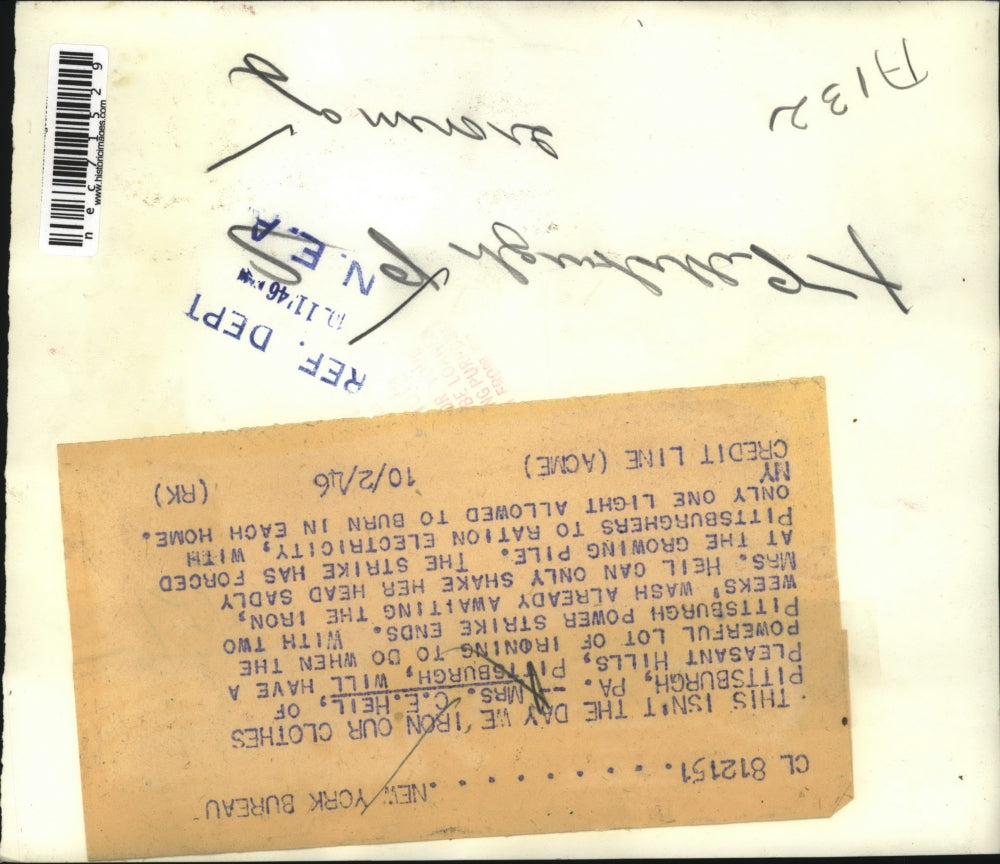 CL 812151. . . . . . . . .NEW YORK BUREAU
THIS ISN'T THE DAY WE IRON OUR CLOTHES
PITTSBURGH, PA. -- MRS. C.E. HEIL, OF
PLEASANT HILLS, PITTSBURGH, WILL HAVE A
POWERFUL LOT OF IRONING TO DO WHEN THE
PITTSBURGH POWER STRIKE ENDS. WITH TWO
WEEKS' WASH ALREADY AWAITING THE IRON,
MRS. HEIL CAN ONLY SHAKE HER HEAD SADLY
AT THE GROWING PILE. THE STRIKE HAS FORCED
PITTSBURGHERS TO RATION ELECTRICITY, WITH
ONLY ONE LIGHT ALLOWED TO BURN IN EACH HOME.
NY
CREDIT LINE (ACME) 10/2/46 (RK)
REF. DEPT
11 '46
N. E. A
Pittsburgh Pa
A132
nec71529
www.historicimages.com